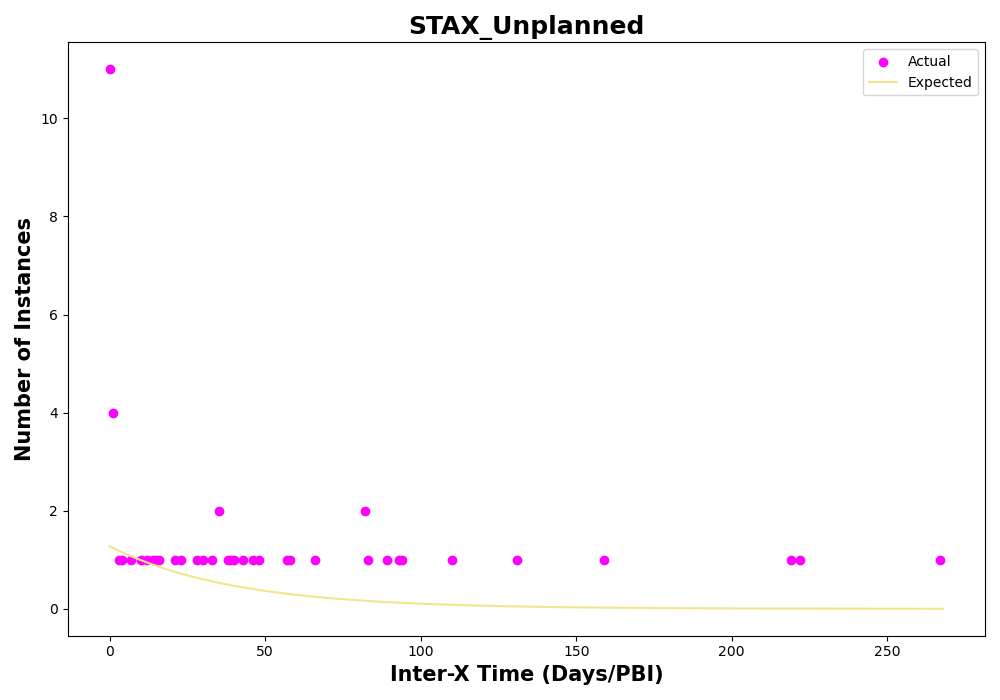 STAX_Unplanned
Actual
Expected
10
8
6
4
2
0
Number of Instances
0 50 100 150 200 250
Inter-X Time (Days/PBI)